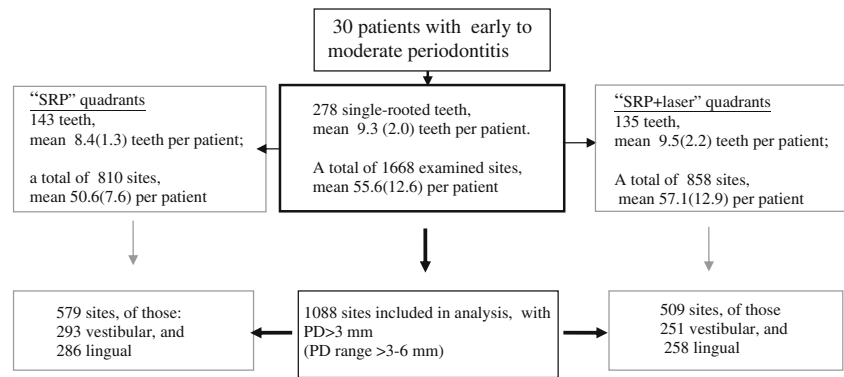 30 patients with early to
moderate periodontitis
“SRP” quadrants
143 teeth,
mean 8.4(1.3) teeth per patient;
a total of 810 sites,
mean 50.6(7.6) per patient
278 single-rooted teeth,
mean 9.3 (2.0) teeth per patient.
A total of 1668 examined sites,
mean 55.6(12.6) per patient
“SRP+laser” quadrants
135 teeth,
mean 9.5(2.2) teeth per patient;
A total of 858 sites,
mean 57.1(12.9) per patient
579 sites, of those:
293 vestibular, and
286 lingual
1088 sites included in analysis, with
PD>3 mm
(PD range >3-6 mm)
509 sites, of those
251 vestibular, and
258 lingual